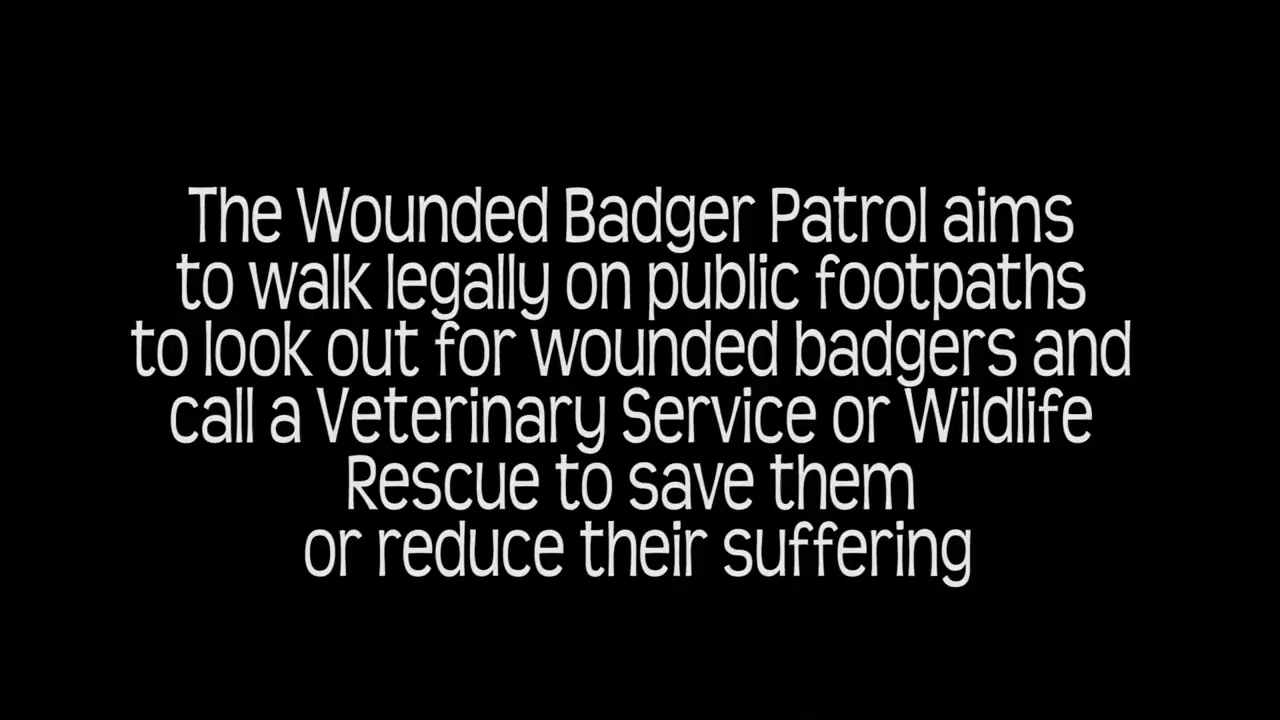 The Wounded Badger Patrol aims
to walk legally on public footpaths
to look out for wounded badgers and
call a Veterinary Service or Wildlife
Rescue to save them
or reduce their suffering